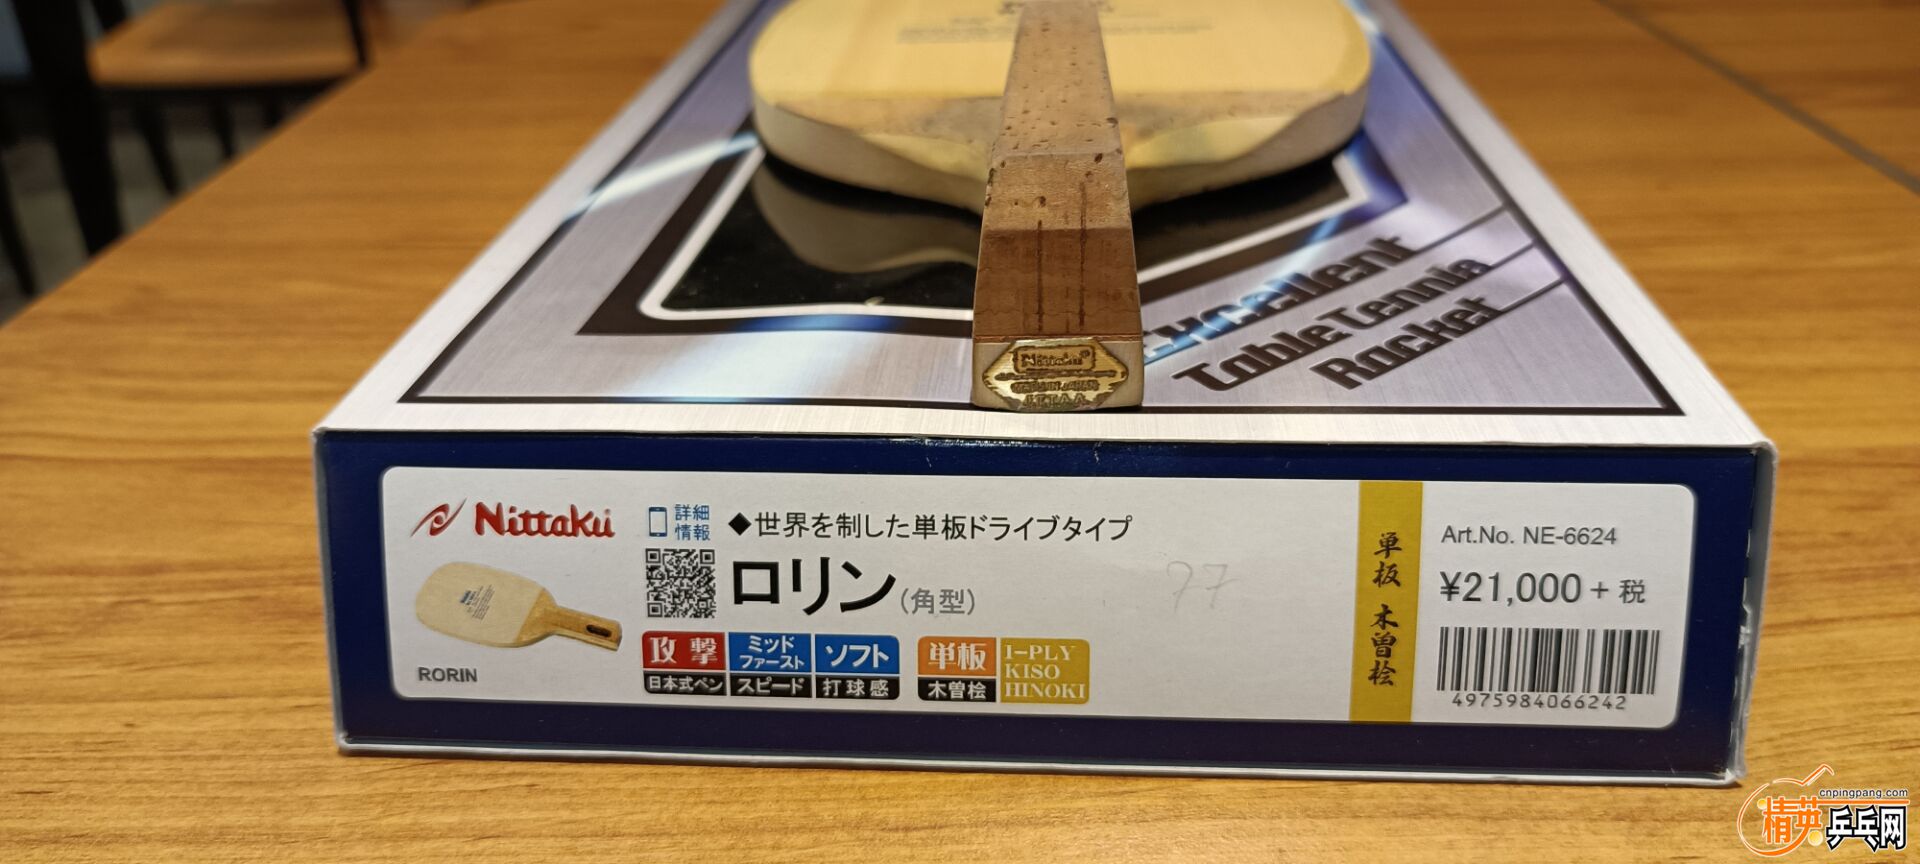 Excellent
Table Tennis
Racket
Nittaku
Nittaku
詳細
情報
◆世界を制した単板ドライブタイプ
ロリン(角型)
77
RORIN
攻撃
日本式ペン
ミッド
ファースト
スピード
ソフト
打球感
単板
木曽桧
1-PLY
KISO
HINOKI
単板 木曽桧
Art.No. NE-6624
¥21,000 + 税
4975984066242
cnpingpang.com
精英乒乓网